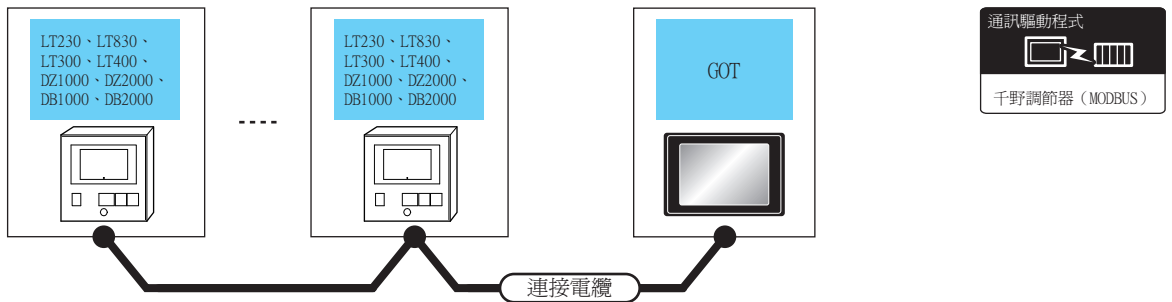 LT230、LT830、
LT300、LT400、
DZ1000、DZ2000、
DB1000、DB2000
LT230、LT830、
LT300、LT400、
DZ1000、DZ2000、
DB1000、DB2000
GOT
通訊驅動程式
千野調節器（MODBUS）
連接電纜